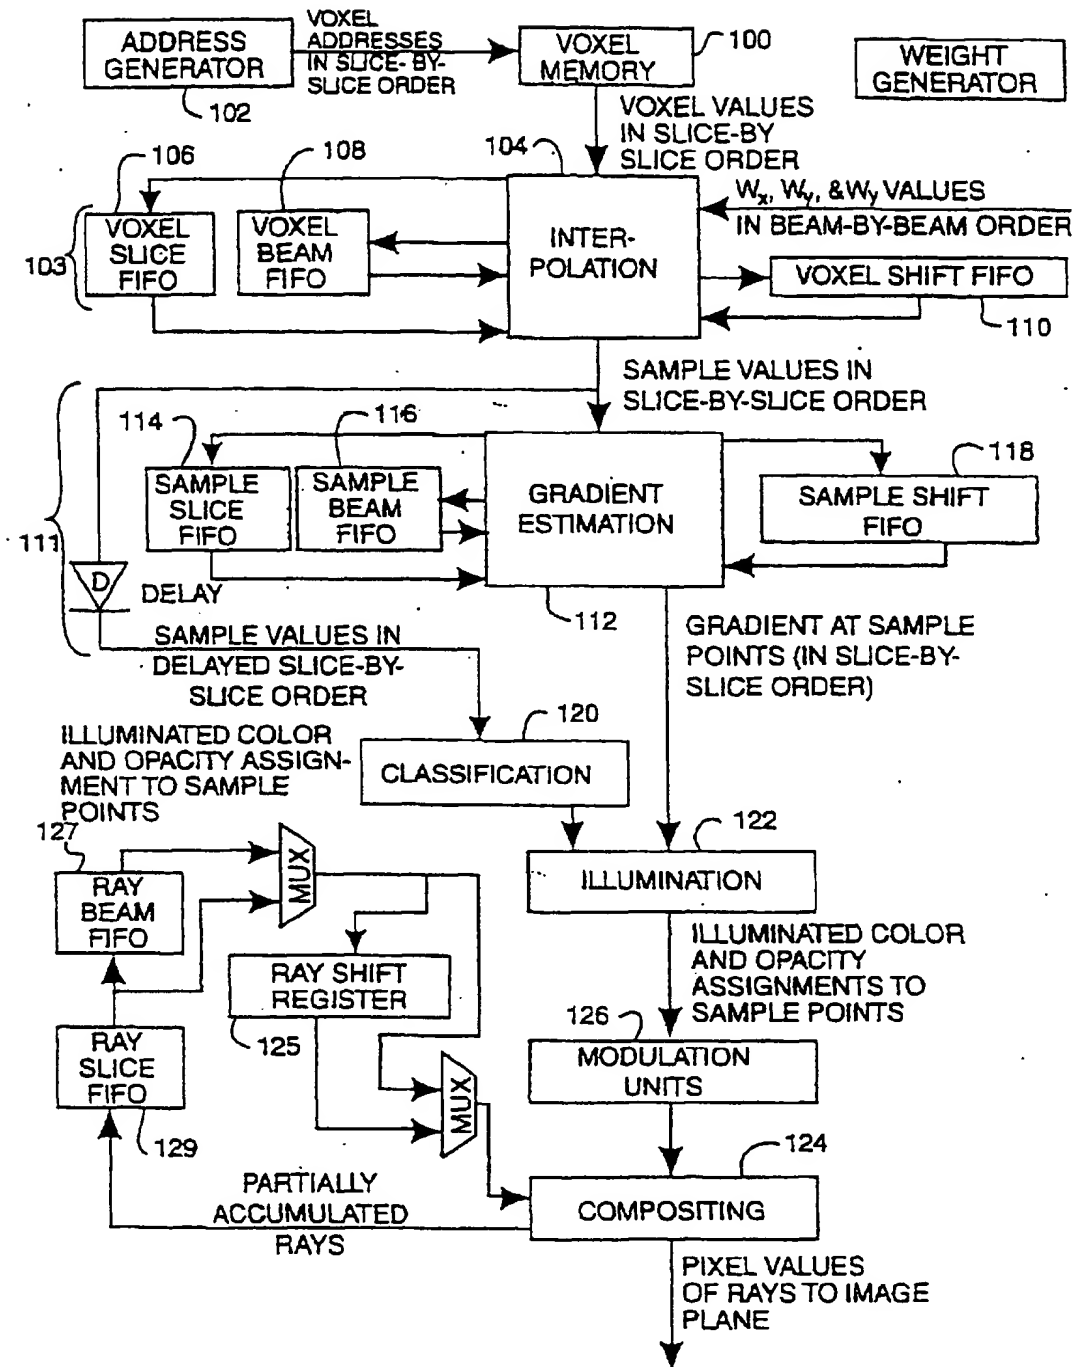 ADDRESS
GENERATOR
102
VOXEL
ADDRESSES
IN SLICE-BY-
SLICE ORDER
VOXEL
MEMORY
100
WEIGHT
GENERATOR
VOXEL VALUES
IN SLICE-BY
SLICE ORDER
106
108
104
103
VOXEL
SLICE
FIFO
VOXEL
BEAM
FIFO
INTER-
POLATION
Wx, Wy, &Wy VALUES
IN BEAM-BY-BEAM ORDER
VOXEL SHIFT FIFO
110
SAMPLE VALUES IN
SLICE-BY-SLICE ORDER
114
116
118
111
SAMPLE
SLICE
FIFO
SAMPLE
BEAM
FIFO
GRADIENT
ESTIMATION
SAMPLE SHIFT
FIFO
D
DELAY
112
SAMPLE VALUES IN
DELAYED SLICE-BY-
SLICE ORDER
GRADIENT AT SAMPLE
POINTS (IN SLICE-BY-
SLICE ORDER)
120
CLASSIFICATION
ILLUMINATED COLOR
AND OPACITY ASSIGN-
MENT TO SAMPLE
POINTS
127
122
RAY
BEAM
FIFO
MUX
ILLUMINATION
RAY SHIFT
REGISTER
125
ILLUMINATED COLOR
AND OPACITY
ASSIGNMENTS TO
SAMPLE POINTS
126
RAY
SLICE
FIFO
129
MUX
MODULATION
UNITS
124
PARTIALLY
ACCUMULATED
RAYS
COMPOSITING
PIXEL VALUES
OF RAYS TO IMAGE
PLANE